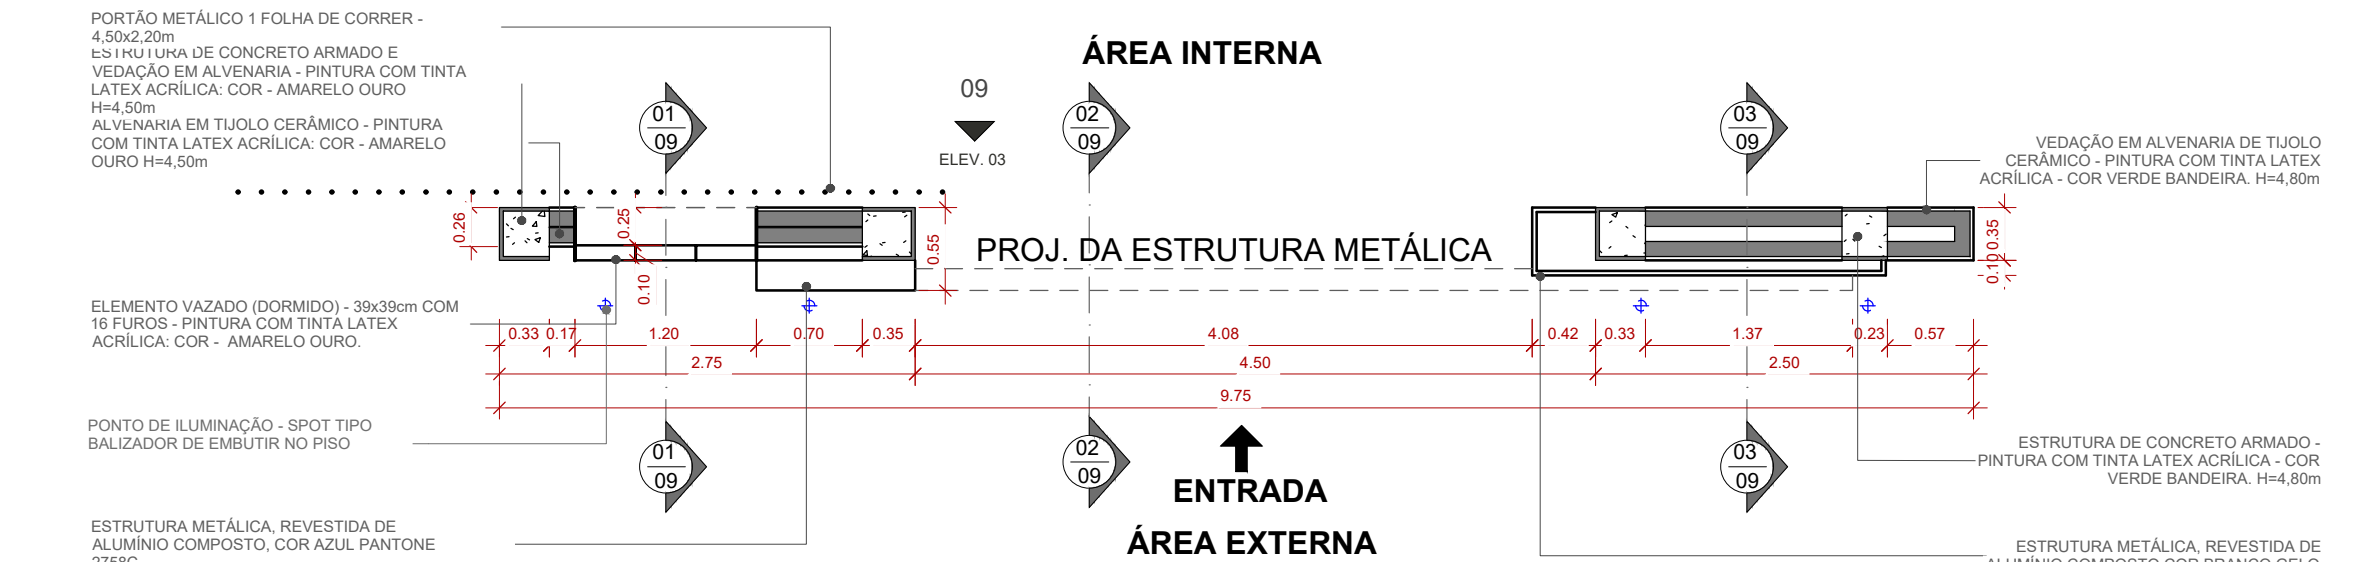 PORTÃO METÁLICO 1 FOLHA DE CORRER -
4,50x2,20m
ESTRUTURA DE CONCRETO ARMADO E
VEDAÇÃO EM ALVENARIA - PINTURA COM TINTA
LATEX ACRÍLICA: COR - AMARELO OURO
H=4,50m
ALVENARIA EM TIJOLO CERÂMICO - PINTURA
COM TINTA LATEX ACRÍLICA: COR - AMARELO
OURO H=4,50m
ÁREA INTERNA
09
ELEV. 03
01
09
02
09
03
09
VEDAÇÃO EM ALVENARIA DE TIJOLO
CERÂMICO - PINTURA COM TINTA LATEX
ACRÍLICA - COR VERDE BANDEIRA. H=4,80m
0.26
0.25
0.10
0.55
PROJ. DA ESTRUTURA METÁLICA
0.35
0.10
ELEMENTO VAZADO (DORMIDO) - 39x39cm COM
16 FUROS - PINTURA COM TINTA LATEX
ACRÍLICA: COR - AMARELO OURO.
0.33 0.17 1.20 0.70 0.35 4.08 0.42 0.33 1.37 0.23 0.57
2.75 4.50 2.50
9.75
PONTO DE ILUMINAÇÃO - SPOT TIPO
BALIZADOR DE EMBUTIR NO PISO
01
09
02
09
03
09
ENTRADA
ÁREA EXTERNA
ESTRUTURA DE CONCRETO ARMADO -
PINTURA COM TINTA LATEX ACRÍLICA - COR
VERDE BANDEIRA. H=4,80m
ESTRUTURA METÁLICA, REVESTIDA DE
ALUMÍNIO COMPOSTO, COR AZUL PANTONE
2758C
ESTRUTURA METÁLICA, REVESTIDA DE
ALUMÍNIO COMPOSTO COR BRANCO GELO